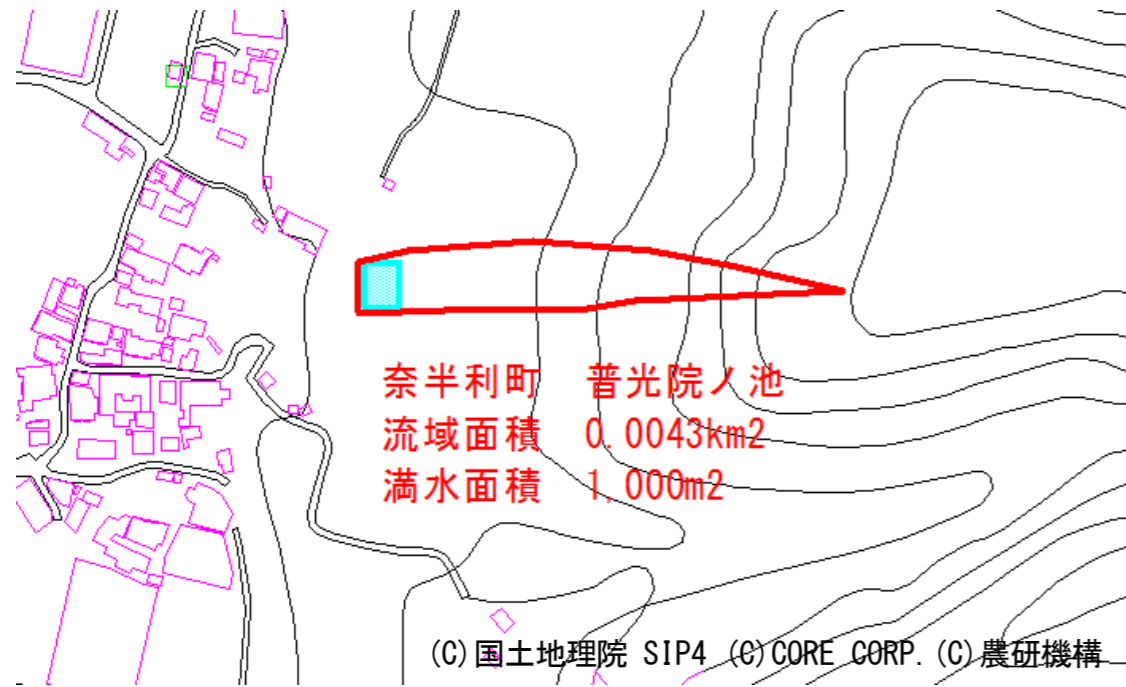 奈半利町 普光院ノ池
流域面積 0.0043km2
満水面積 1,000m2
(C)国土地理院 SIP4 (C)CORE CORP.(C)農研機構